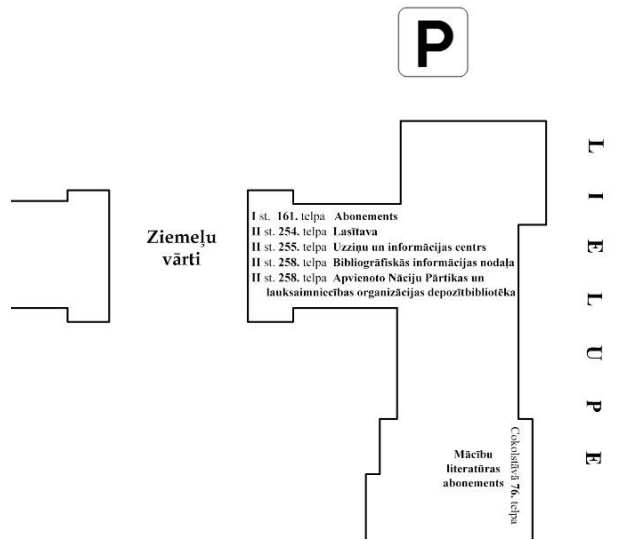 P
Ziemeļu
vārti
I st. 161. telpa Abonements
II st. 254. telpa Lasītava
II st. 255. telpa Uzziņu un informācijas centrs
II st. 258. telpa Bibliogrāfiskās informācijas nodaļa
II st. 258. telpa Apvienoto Nāciju Pārtikas un
lauksaimniecības organizācijas depozītbibliotēka
LIELUPE
Mācību
literatūras
abonements
Cokolstāvā 76. telpa